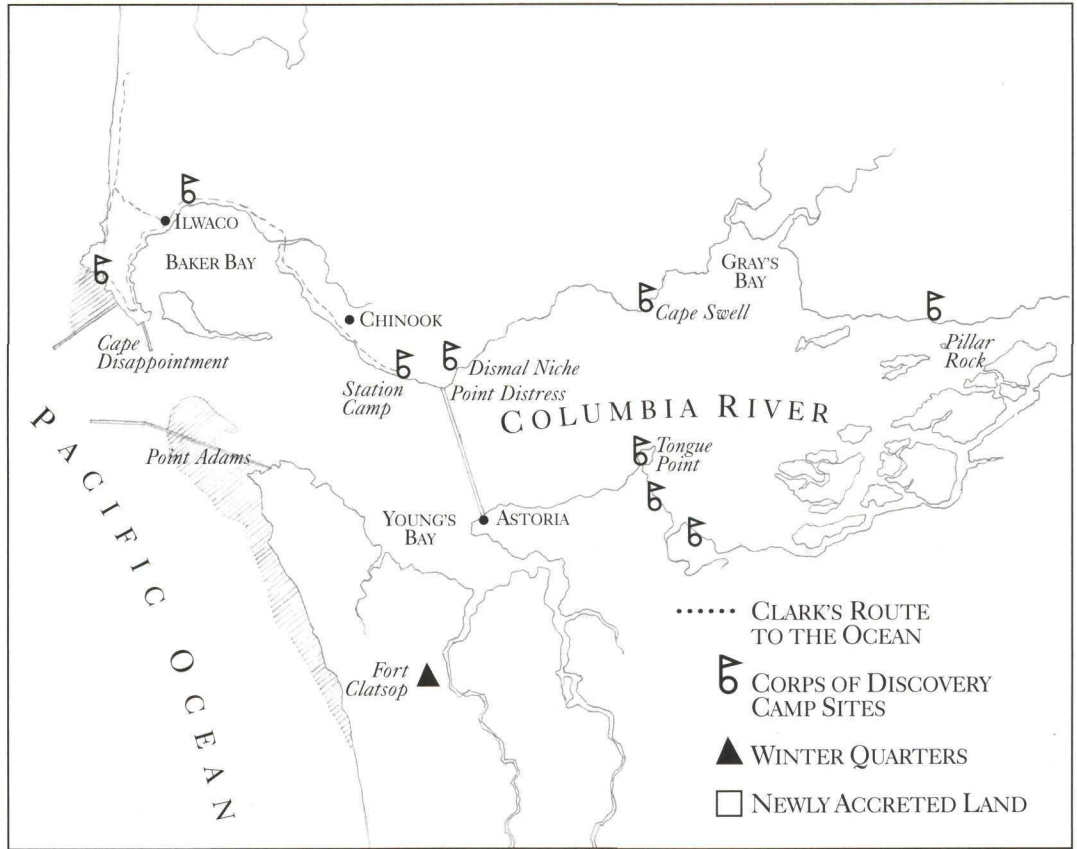 ILWACO
BAKER BAY
GRAY'S
BAY
Cape Swell
CHINOOK
Pillar
Rock
Cape
Disappointment
Dismal Niche
Station
Camp
Point Distress
COLUMBIA RIVER
PACIFIC OCEAN
Point Adams
Tongue
Point
YOUNG'S
BAY
ASTORIA
Fort
Clatsop
CLARK'S ROUTE
TO THE OCEAN
CORPS OF DISCOVERY
CAMP SITES
WINTER QUARTERS
NEWLY ACCRETED LAND